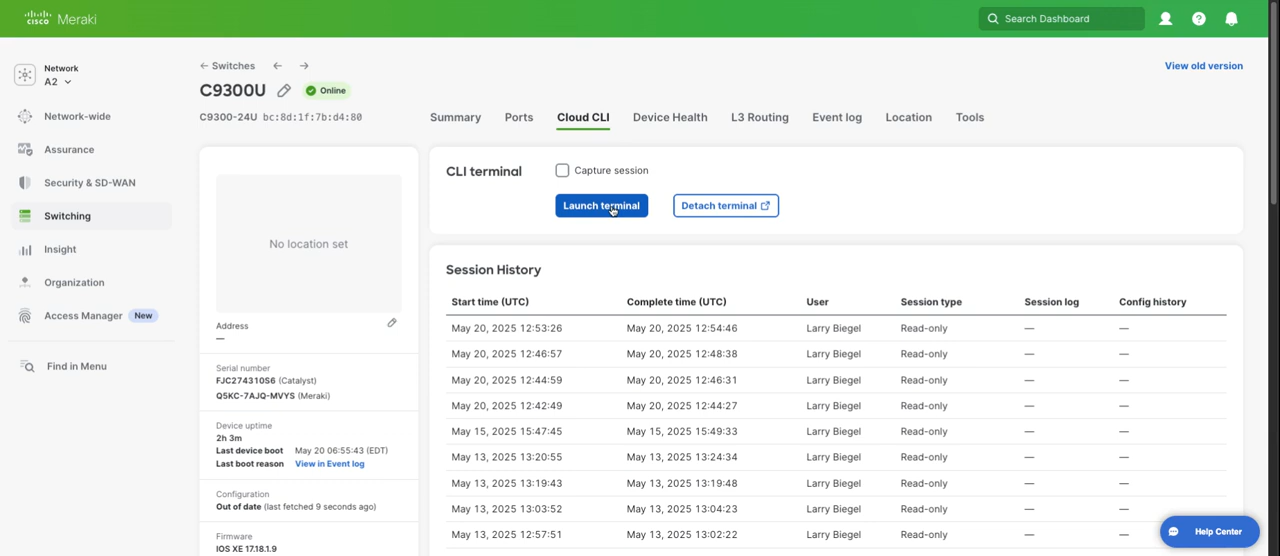 CISCO Meraki
Search Dashboard
Network
A2
Network-wide
Assurance
Security & SD-WAN
Switching
Insight
Organization
Access Manager New
Find in Menu
Switches
View old version
C9300U Online
C9300-24U bc:8d:1f:7b:d4:80
Summary Ports Cloud CLI Device Health L3 Routing Event log Location Tools
No location set
Address
—
Serial number
FJC274310S6 (Catalyst)
Q5KC-7AJQ-MVYS (Meraki)
Device uptime
2h 3m
Last device boot May 20 06:55:43 (EDT)
Last boot reason View in Event log
Configuration
Out of date (last fetched 9 seconds ago)
Firmware
IOS XE 17.18.1.9
CLI terminal Capture session
Launch terminal Detach terminal
Session History
Start time (UTC) Complete time (UTC) User Session type Session log Config history
May 20, 2025 12:53:26 May 20, 2025 12:54:46 Larry Biegel Read-only — —
May 20, 2025 12:46:57 May 20, 2025 12:48:38 Larry Biegel Read-only — —
May 20, 2025 12:44:59 May 20, 2025 12:46:31 Larry Biegel Read-only — —
May 20, 2025 12:42:49 May 20, 2025 12:44:27 Larry Biegel Read-only — —
May 15, 2025 15:47:45 May 15, 2025 15:49:33 Larry Biegel Read-only — —
May 13, 2025 13:20:55 May 13, 2025 13:24:34 Larry Biegel Read-only — —
May 13, 2025 13:19:43 May 13, 2025 13:19:48 Larry Biegel Read-only — —
May 13, 2025 13:03:52 May 13, 2025 13:04:23 Larry Biegel Read-only — —
May 13, 2025 12:57:51 May 13, 2025 13:02:22 Larry Biegel Read-only — —
Help Center